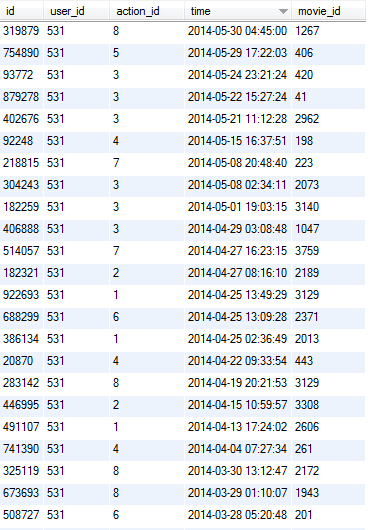 id user_id action_id time movie_id
319879 531 8 2014-05-30 04:45:00 1267
754890 531 5 2014-05-29 17:22:03 406
93772 531 3 2014-05-24 23:21:24 420
879278 531 3 2014-05-22 15:27:24 41
402676 531 3 2014-05-21 11:12:28 2962
92248 531 4 2014-05-15 16:37:51 198
218815 531 7 2014-05-08 20:48:40 223
304243 531 3 2014-05-08 02:34:11 2073
182259 531 3 2014-05-01 19:03:15 3140
406888 531 3 2014-04-29 03:08:48 1047
514057 531 7 2014-04-27 16:23:15 3759
182321 531 2 2014-04-27 08:16:10 2189
922693 531 1 2014-04-25 13:49:29 3129
688299 531 6 2014-04-25 13:09:28 2371
386134 531 1 2014-04-25 02:36:49 2013
20870 531 4 2014-04-22 09:33:54 443
283142 531 8 2014-04-19 20:21:53 3129
446995 531 2 2014-04-15 10:59:57 3308
491107 531 1 2014-04-13 17:24:02 2606
741390 531 4 2014-04-04 07:27:34 261
325119 531 8 2014-03-30 13:12:47 2172
673693 531 8 2014-03-29 01:10:07 1943
508727 531 6 2014-03-28 05:20:48 201